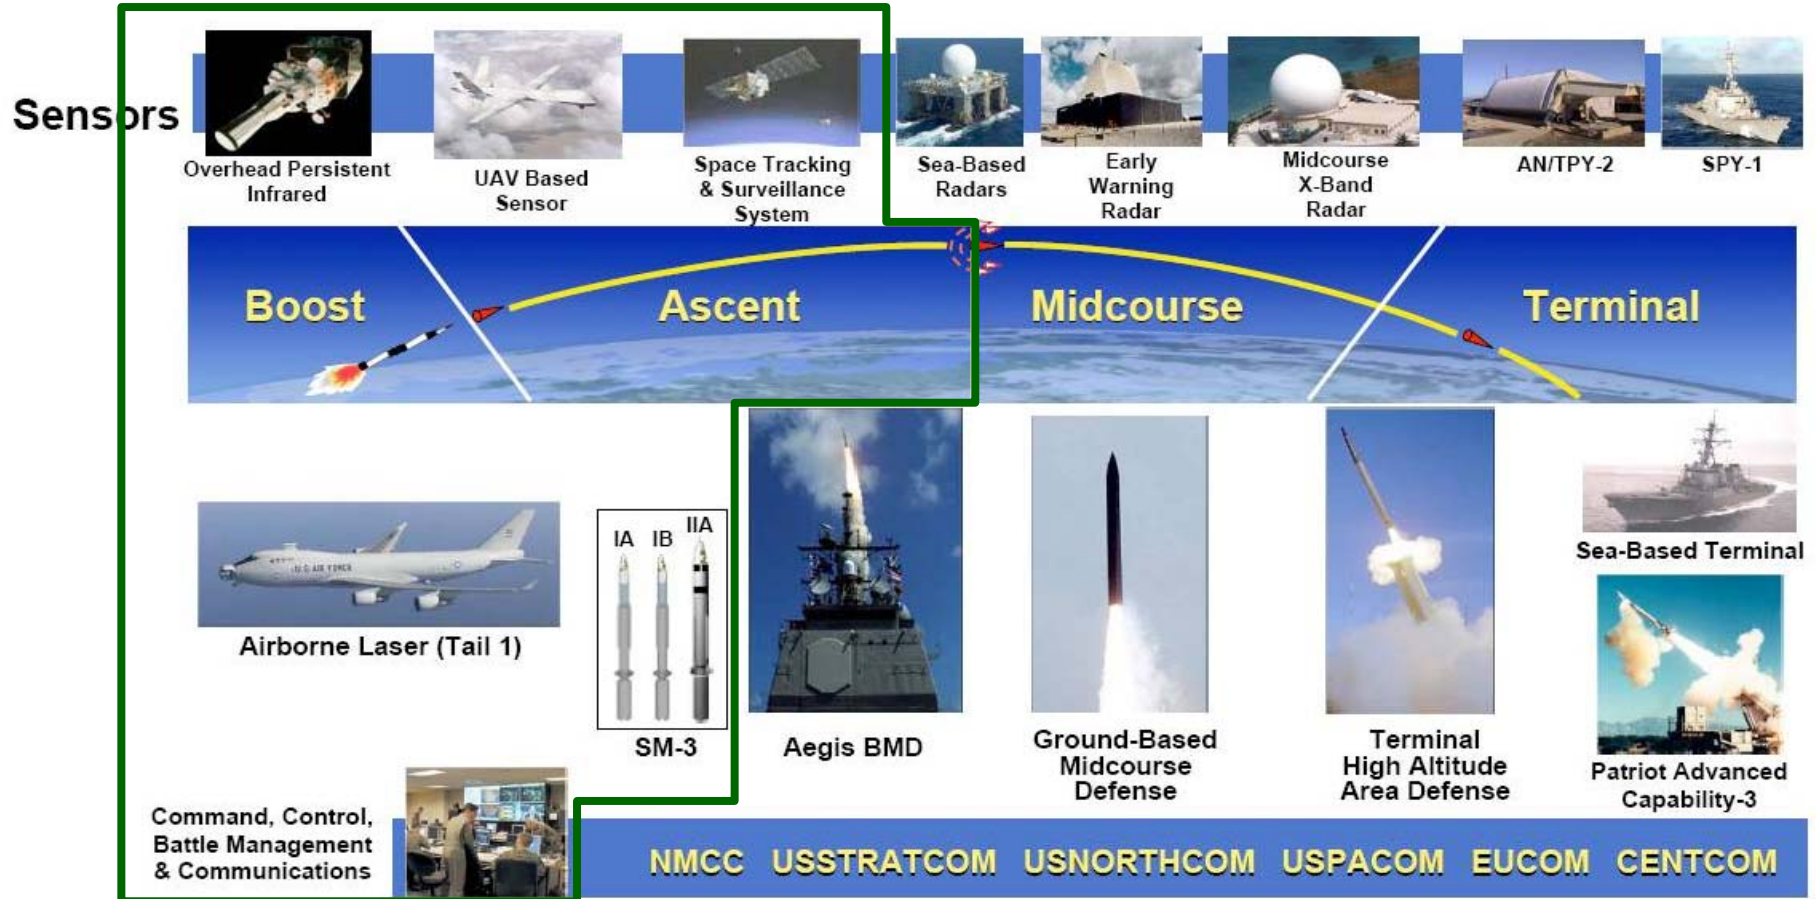 Sensors
Overhead Persistent
Infrared
UAV Based
Sensor
Space Tracking
& Surveillance
System
Sea-Based
Radars
Early
Warning
Radar
Midcourse
X-Band
Radar
AN/TPY-2
SPY-1
Boost
Ascent
Midcourse
Terminal
U.S. AIR FORCE
Airborne Laser (Tail 1)
IA
IB
IIA
SM-3
Aegis BMD
Ground-Based
Midcourse
Defense
Terminal
High Altitude
Area Defense
Sea-Based Terminal
Patriot Advanced
Capability-3
Command, Control,
Battle Management
& Communications
NMCC USSTRATCOM USNORTHCOM USPACOM EUCOM CENTCOM